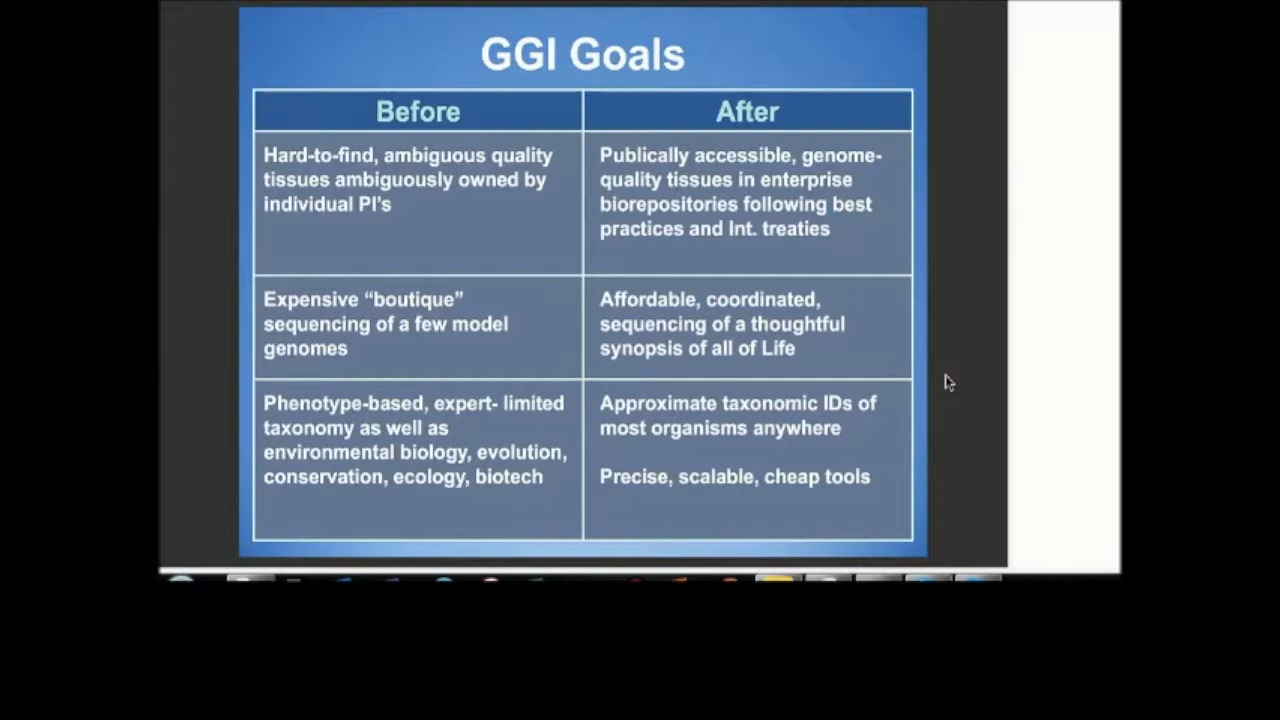 GGI Goals
Before
After
Hard-to-find, ambiguous quality
tissues ambiguously owned by
individual PI's
Publically accessible, genome-
quality tissues in enterprise
biorepositories following best
practices and Int. treaties
Expensive “boutique”
sequencing of a few model
genomes
Affordable, coordinated,
sequencing of a thoughtful
synopsis of all of Life
Phenotype-based, expert- limited
taxonomy as well as
environmental biology, evolution,
conservation, ecology, biotech
Approximate taxonomic IDs of
most organisms anywhere
Precise, scalable, cheap tools